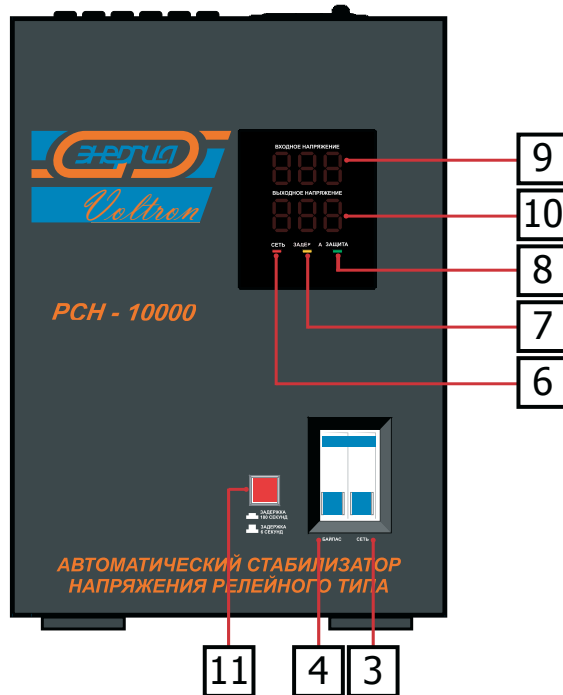 энергия
Voltron
ВХОДНОЕ НАПРЯЖЕНИЕ
888
9
ВЫХОДНОЕ НАПРЯЖЕНИЕ
888
10
СЕТЬ ЗАДЕР А ЗАЩИТА
8
7
6
РСН - 10000
ЗАДЕРЖКА
180 СЕКУНД
ЗАДЕРЖКА
6 СЕКУНД
БАЙПАС СЕТЬ
АВТОМАТИЧЕСКИЙ СТАБИЛИЗАТОР
НАПРЯЖЕНИЯ РЕЛЕЙНОГО ТИПА
11
4
3